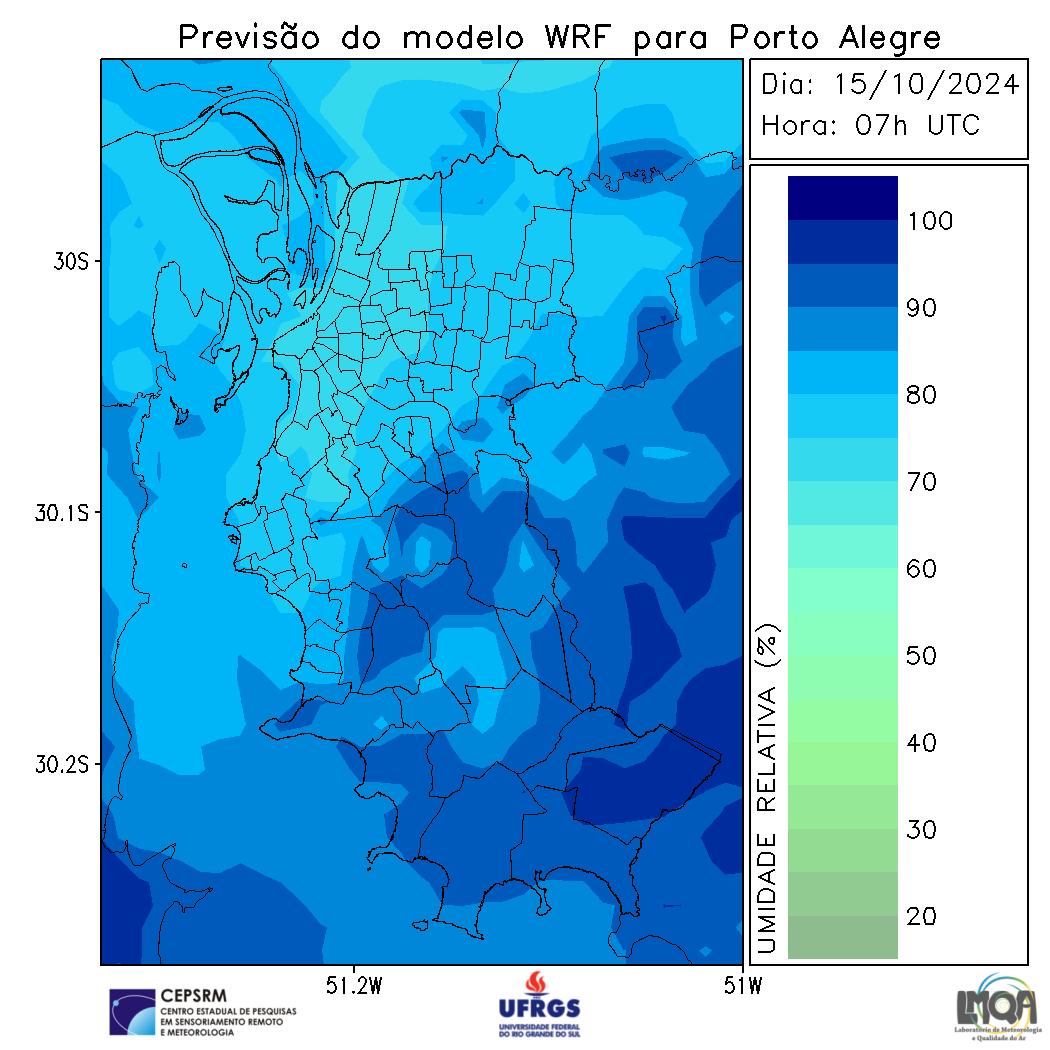 Previsão do modelo WRF para Porto Alegre
Dia: 15/10/2024
Hora: 07h UTC
30S
30.1S
30.2S
51.2W
51W
UMIDADE RELATIVA (%)
100
90
80
70
60
50
40
30
20
CEPSRM
CENTRO ESTADUAL DE PESQUISAS
EM SENSORIAMENTO REMOTO
E METEOROLOGIA
UFRGS
UNIVERSIDADE FEDERAL
DO RIO GRANDE DO SUL
LMQA
Laboratório de Meteorologia
e Qualidade do Ar